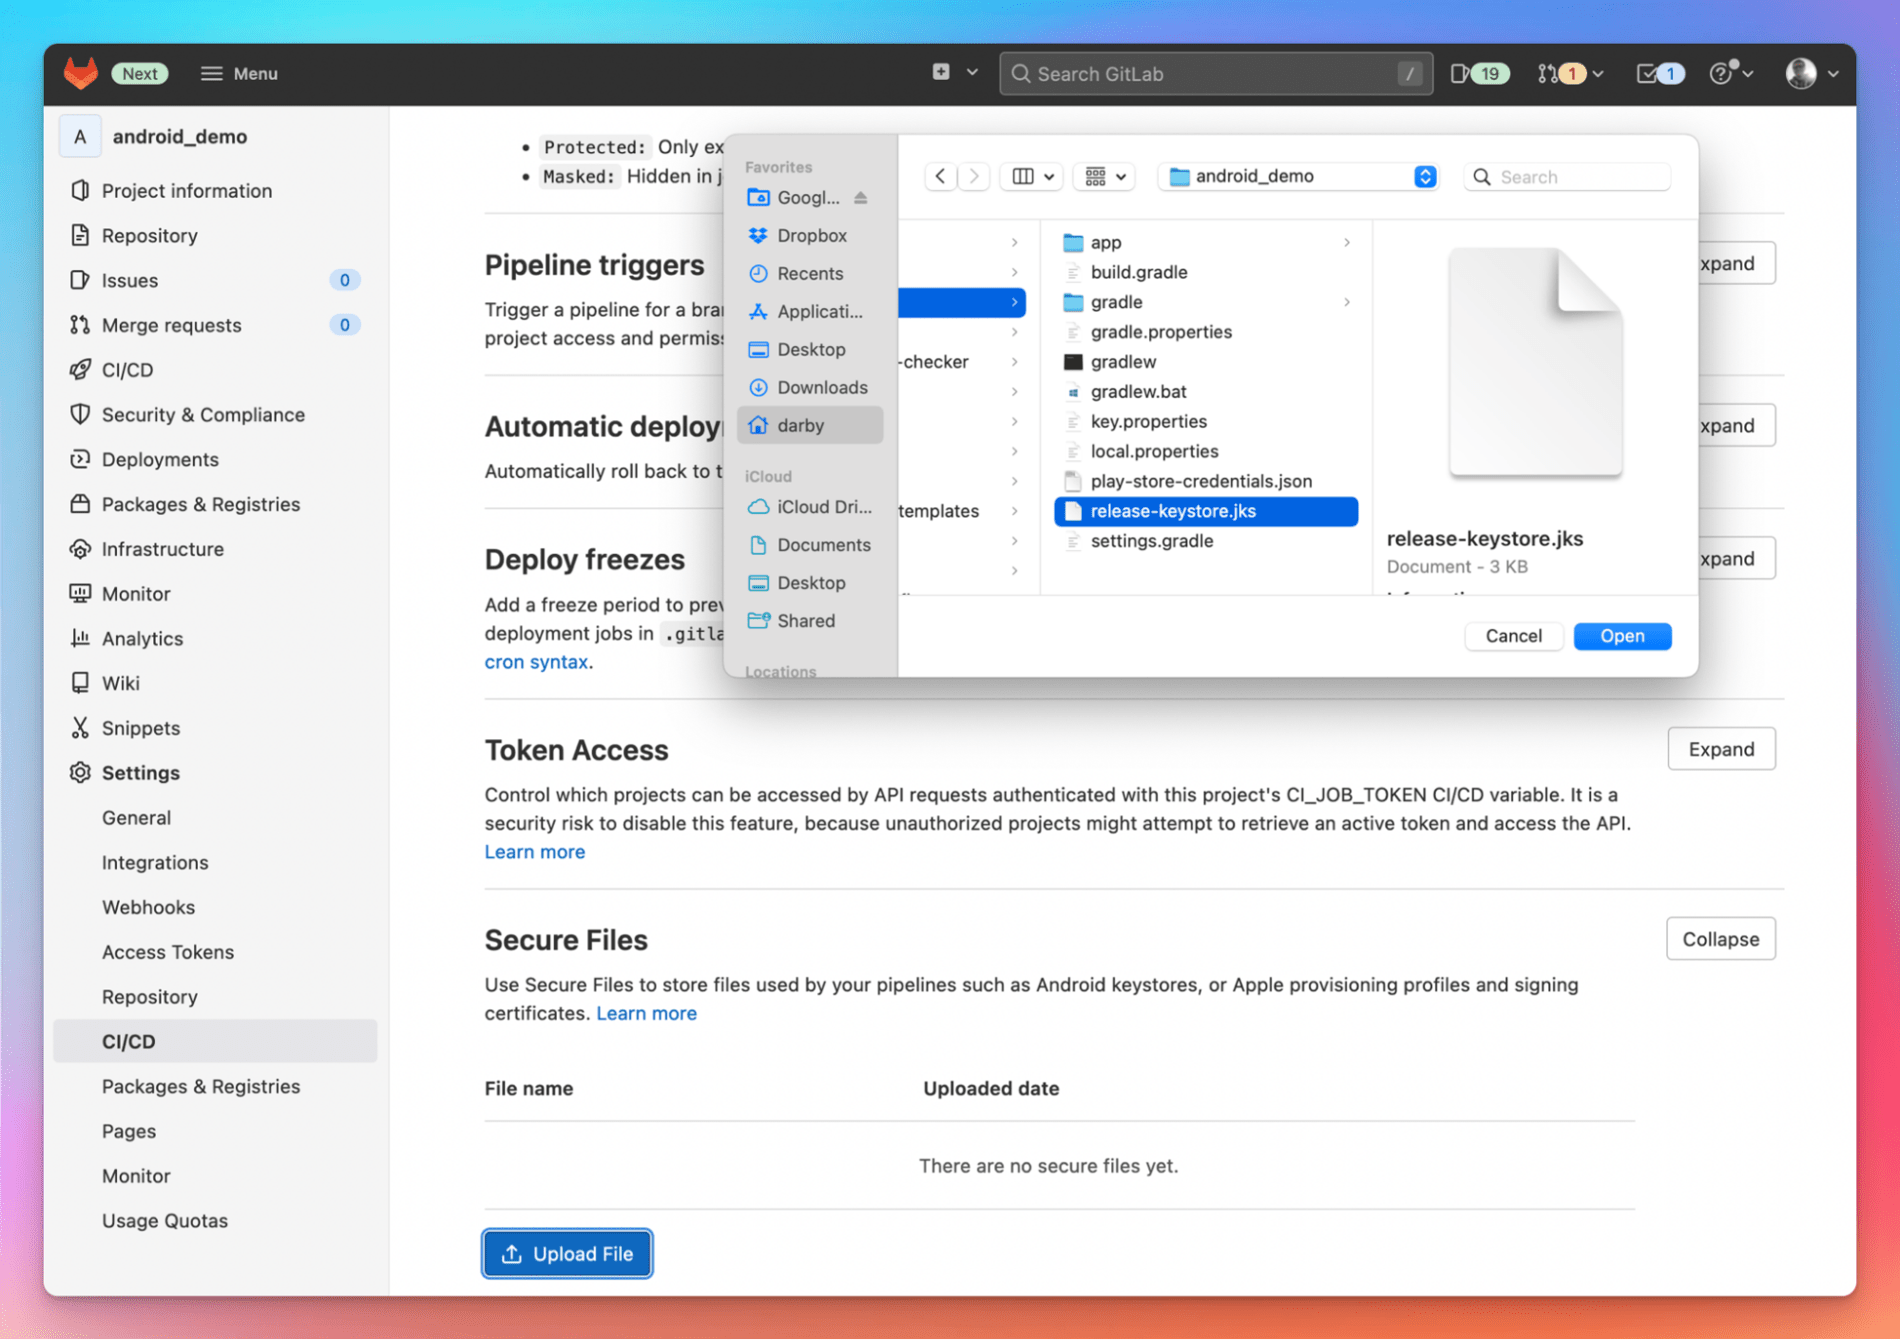 Next
Menu
Search GitLab
/
19
1
1
A
android_demo
Project information
Repository
Issues
0
Merge requests
0
CI/CD
Security & Compliance
Deployments
Packages & Registries
Infrastructure
Monitor
Analytics
Wiki
Snippets
Settings
General
Integrations
Webhooks
Access Tokens
Repository
CI/CD
Packages & Registries
Pages
Monitor
Usage Quotas
Protected: Only ex
Masked: Hidden in j
Pipeline triggers
xpand
Trigger a pipeline for a bra
project access and permis
Automatic deploy
xpand
Automatically roll back to t
Deploy freezes
xpand
Add a freeze period to prev
deployment jobs in .gitla
cron syntax.
Favorites
Googl...
Dropbox
Recents
Applicati...
Desktop
Downloads
darby
iCloud
iCloud Dri...
Documents
Desktop
Shared
Locations
android_demo
Search
-checker
templates
app
build.gradle
gradle
gradle.properties
gradlew
gradlew.bat
key.properties
local.properties
play-store-credentials.json
release-keystore.jks
settings.gradle
release-keystore.jks
Document - 3 KB
Cancel
Open
Token Access
Expand
Control which projects can be accessed by API requests authenticated with this project's CI_JOB_TOKEN CI/CD variable. It is a
security risk to disable this feature, because unauthorized projects might attempt to retrieve an active token and access the API.
Learn more
Secure Files
Collapse
Use Secure Files to store files used by your pipelines such as Android keystores, or Apple provisioning profiles and signing
certificates. Learn more
File name
Uploaded date
There are no secure files yet.
Upload File